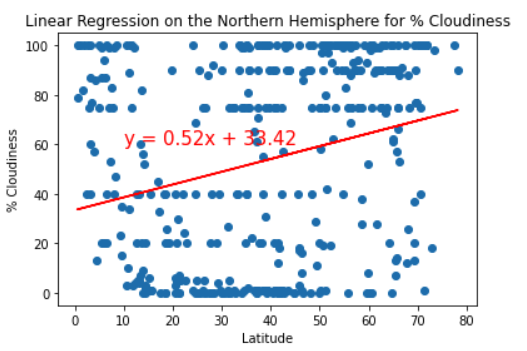 Linear Regression on the Northern Hemisphere for % Cloudiness
100
80
60
40
20
0
y = 0.52x + 33.42
% Cloudiness
0 10 20 30 40 50 60 70 80
Latitude